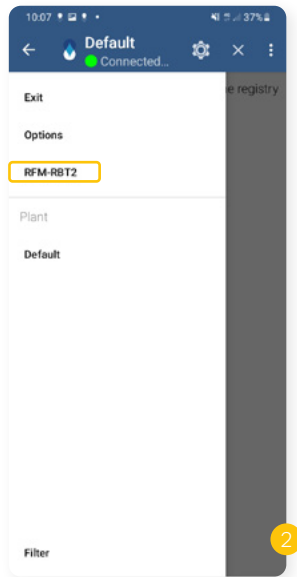 10:07
37%
Default
Connected...
Exit
e registry
Options
RFM-RBT2
Plant
Default
Filter
2